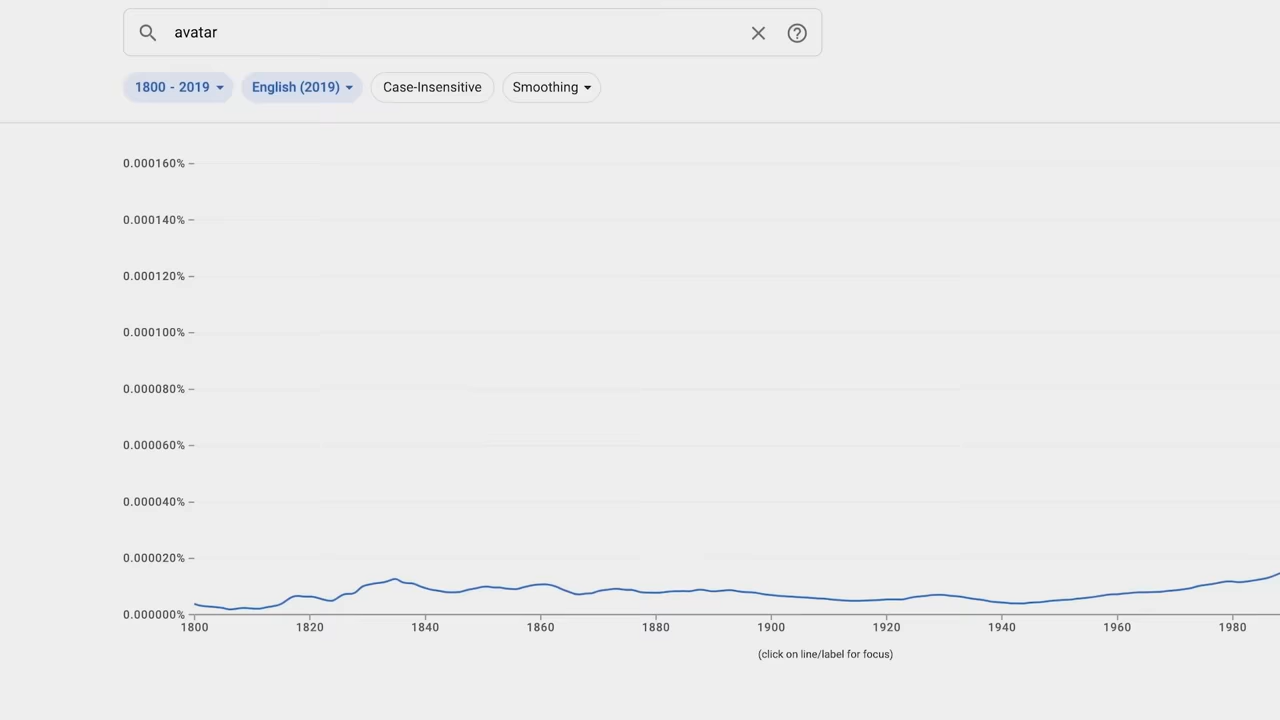 avatar
1800 - 2019 English (2019) Case-Insensitive Smoothing
0.000160%
0.000140%
0.000120%
0.000100%
0.000080%
0.000060%
0.000040%
0.000020%
0.000000%
1800 1820 1840 1860 1880 1900 1920 1940 1960 1980
(click on line/label for focus)